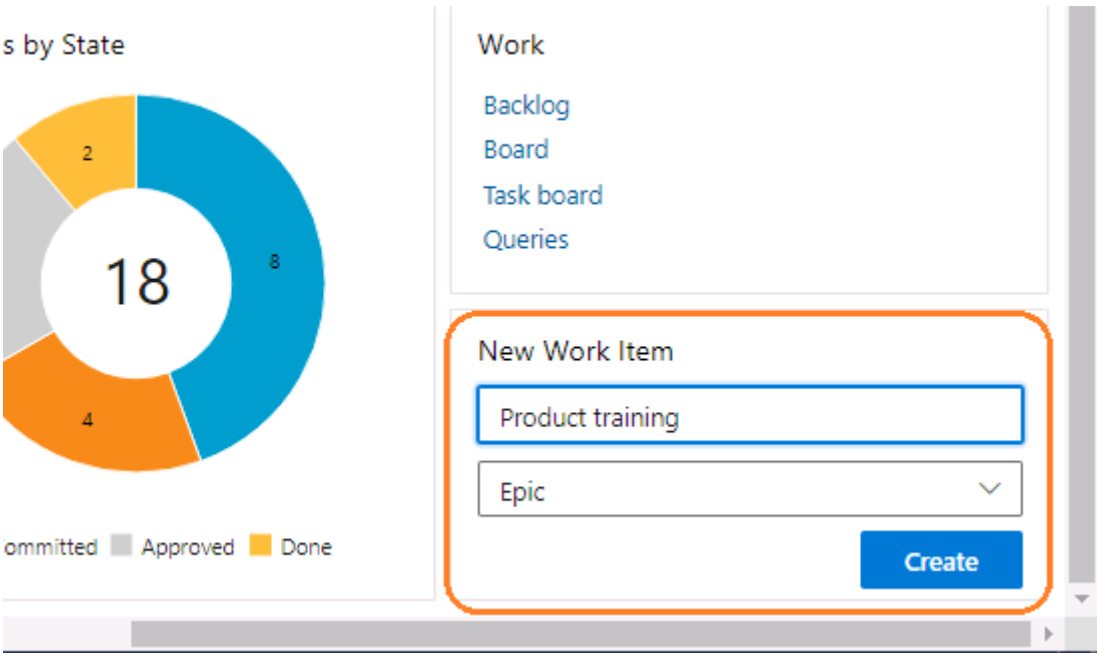 s by State
2
8
18
4
ommitted Approved Done
Work
Backlog
Board
Task board
Queries
New Work Item
Product training
Epic
Create